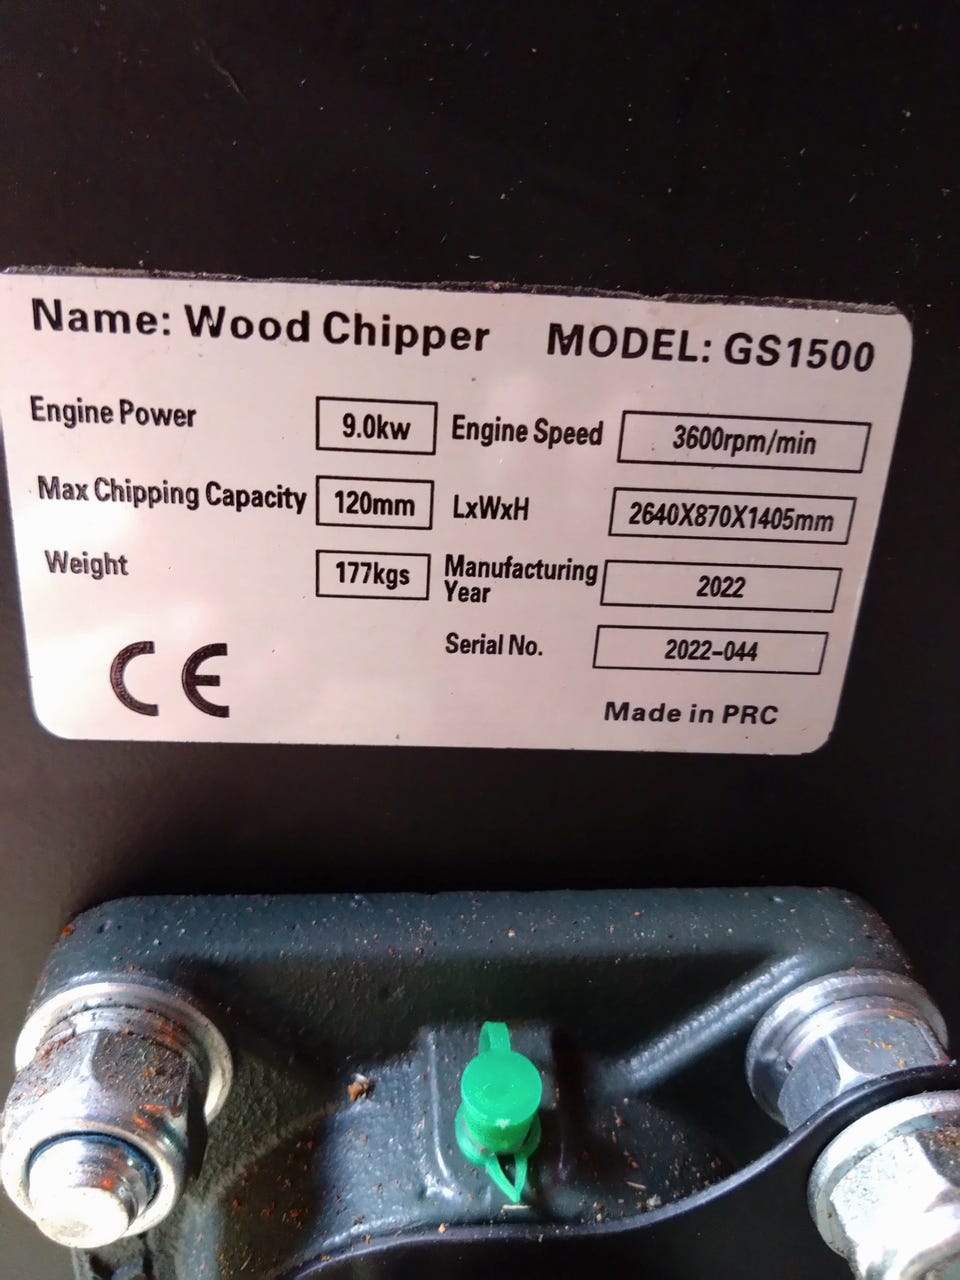 Name: Wood Chipper MODEL: GS1500
Engine Power 9.0kw Engine Speed 3600rpm/min
Max Chipping Capacity 120mm LxWxH 2640X870X1405mm
Weight 177kgs Manufacturing Year 2022
Serial No. 2022-044
CE Made in PRC